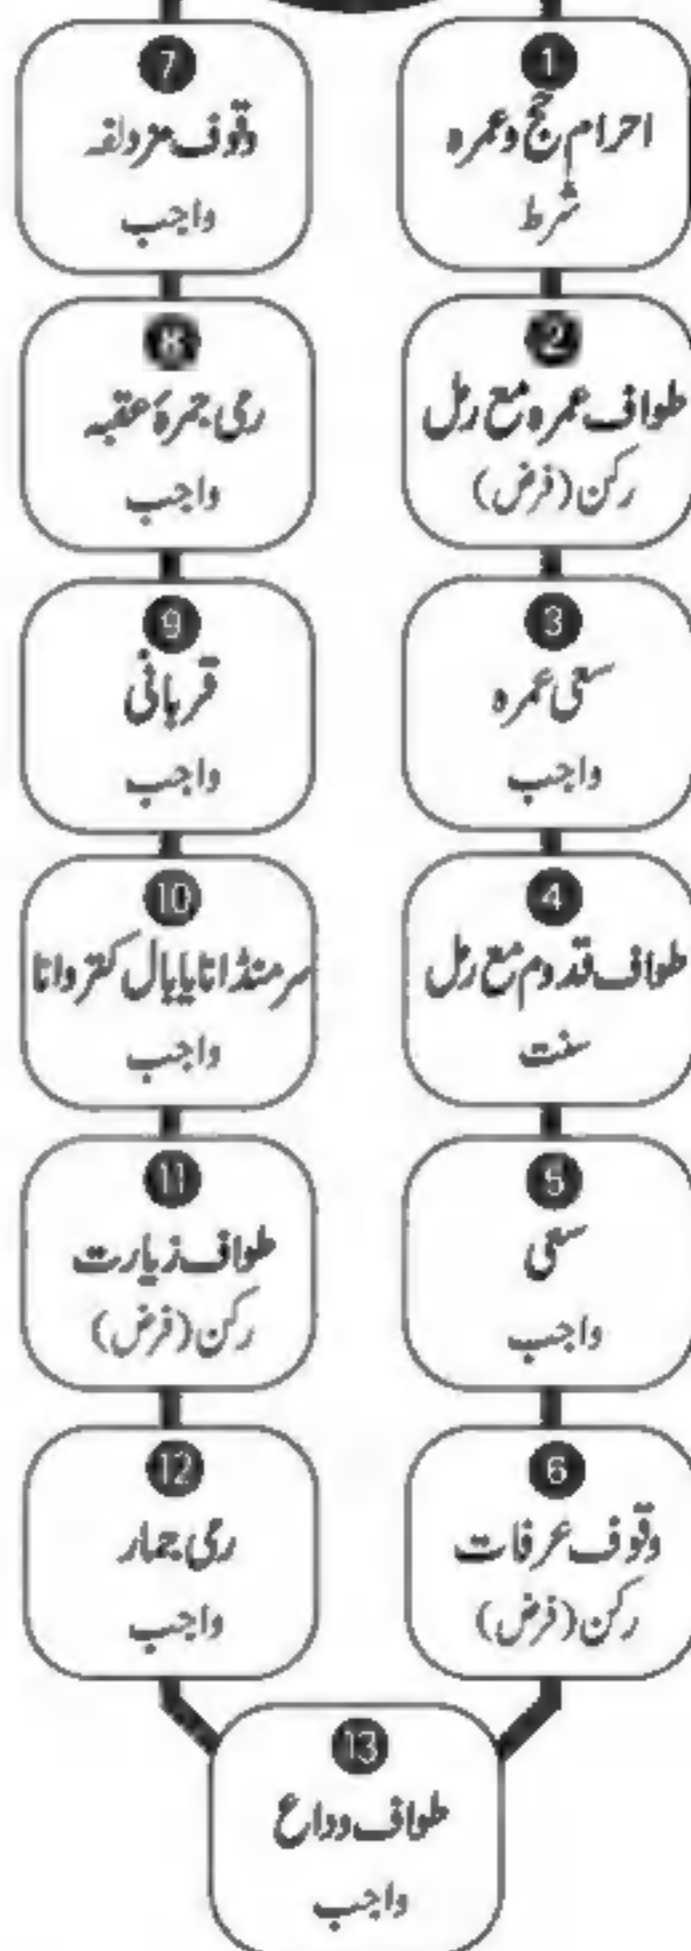 1
احرام حج وعمره
شرط
2
طواف عمرہ مع رمل
رکن (فرض)
3
سعی عمرہ
واجب
4
طواف قدوم مع رمل
سنت
5
سعی
واجب
6
وقوف عرفات
رکن (فرض)
7
وقوف مزدلفہ
واجب
8
رمی جمرۂ عقبہ
واجب
9
قربانی
واجب
10
سر منڈانا یا بال کتروانا
واجب
11
طواف زیارت
رکن (فرض)
12
رمی جمار
واجب
13
طواف وداع
واجب